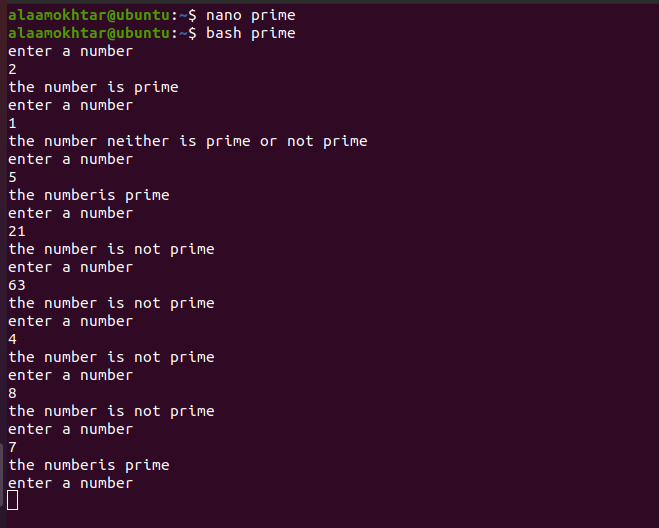 alaamokhtar@ubuntu:~$ nano prime
alaamokhtar@ubuntu:~$ bash prime
enter a number
2
the number is prime
enter a number
1
the number neither is prime or not prime
enter a number
5
the numberis prime
enter a number
21
the number is not prime
enter a number
63
the number is not prime
enter a number
4
the number is not prime
enter a number
8
the number is not prime
enter a number
7
the numberis prime
enter a number